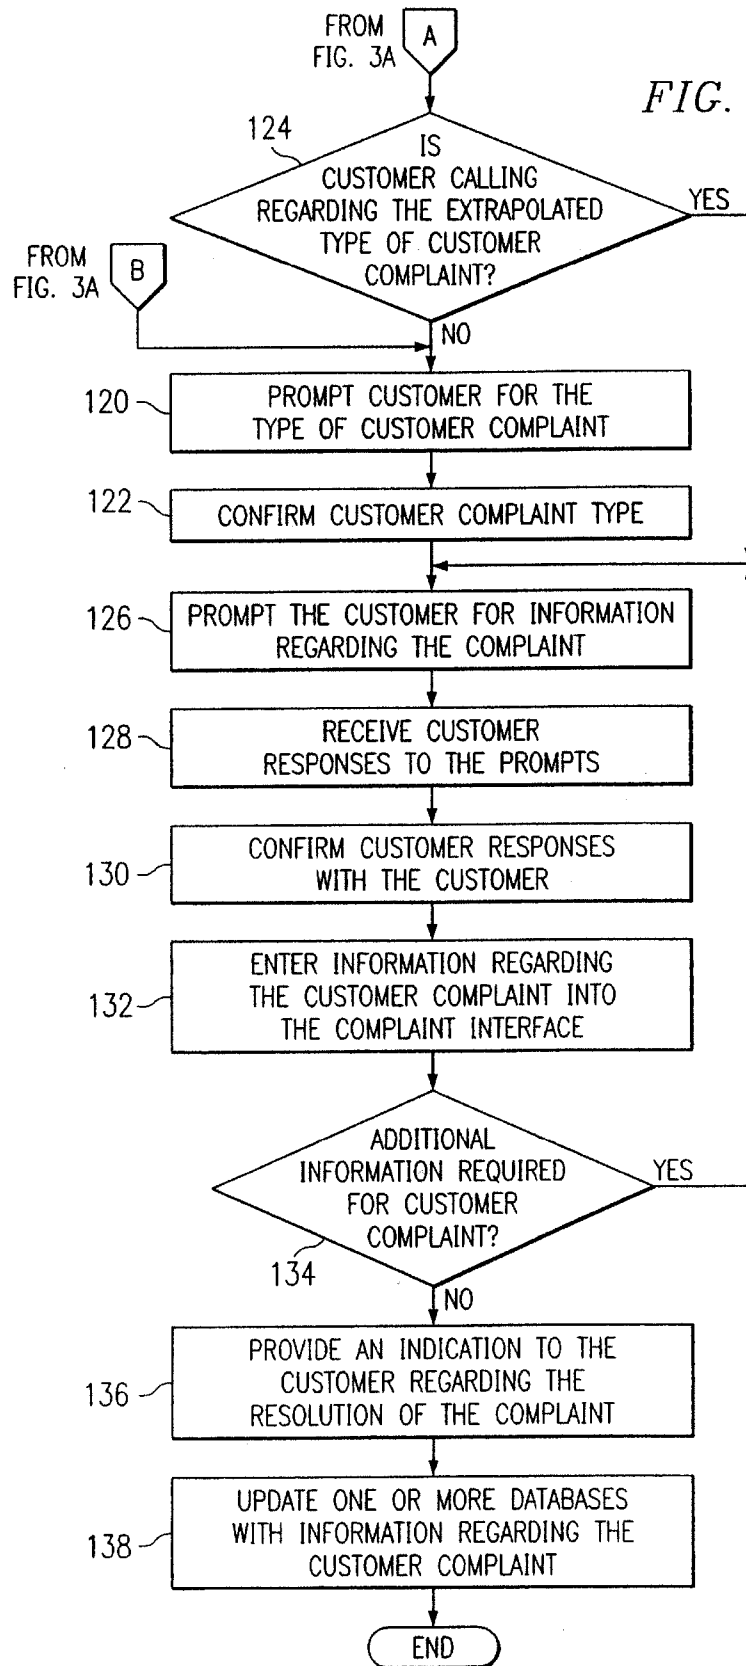 FROM
FIG. 3A
A
FIG.
124
IS
CUSTOMER CALLING
REGARDING THE EXTRAPOLATED
TYPE OF CUSTOMER
COMPLAINT?
YES
FROM
FIG. 3A
B
NO
120
PROMPT CUSTOMER FOR THE
TYPE OF CUSTOMER COMPLAINT
122
CONFIRM CUSTOMER COMPLAINT TYPE
126
PROMPT THE CUSTOMER FOR INFORMATION
REGARDING THE COMPLAINT
128
RECEIVE CUSTOMER
RESPONSES TO THE PROMPTS
130
CONFIRM CUSTOMER RESPONSES
WITH THE CUSTOMER
132
ENTER INFORMATION REGARDING
THE CUSTOMER COMPLAINT INTO
THE COMPLAINT INTERFACE
ADDITIONAL
INFORMATION REQUIRED
FOR CUSTOMER
COMPLAINT?
YES
134
NO
136
PROVIDE AN INDICATION TO THE
CUSTOMER REGARDING THE
RESOLUTION OF THE COMPLAINT
138
UPDATE ONE OR MORE DATABASES
WITH INFORMATION REGARDING THE
CUSTOMER COMPLAINT
END